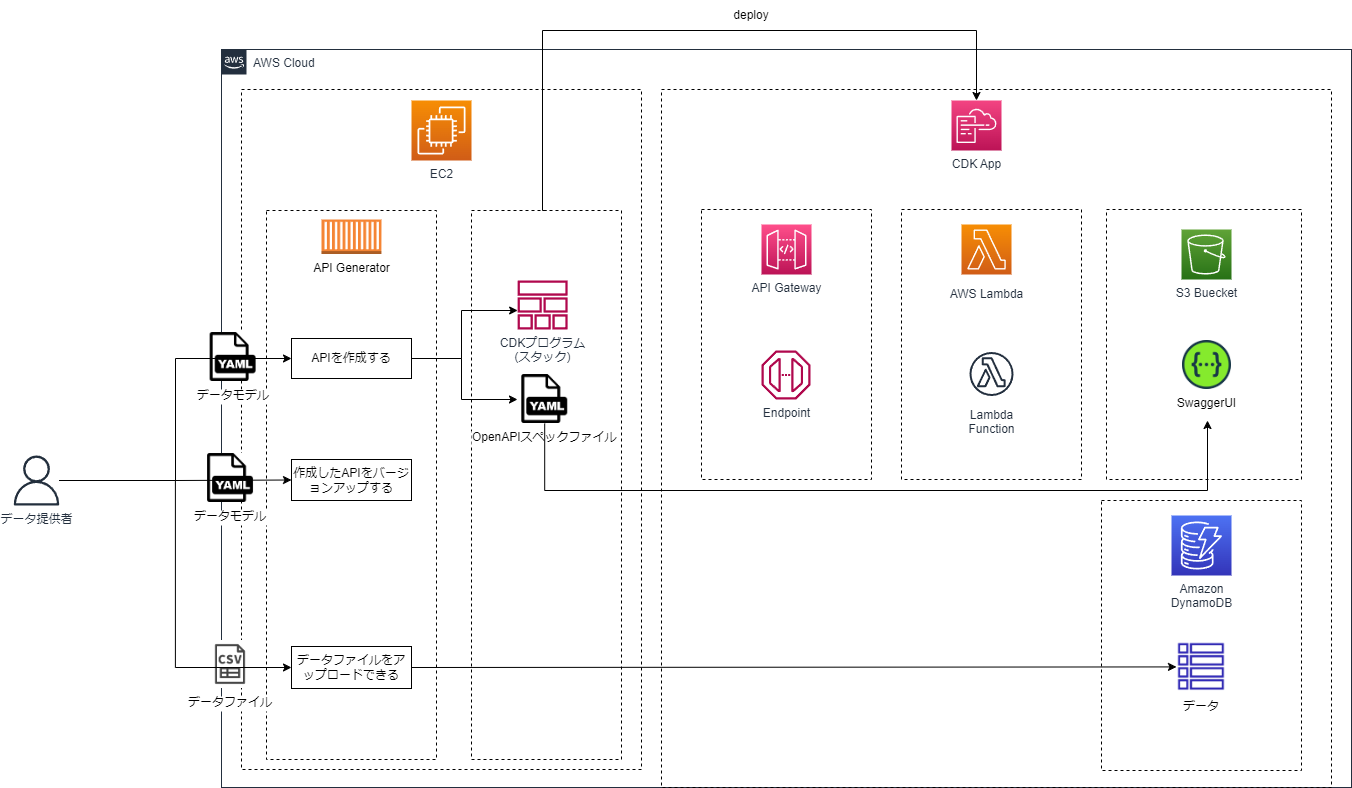 deploy
aws
AWS Cloud
EC2
CDK App
API Generator
API Gateway
AWS Lambda
S3 Buecket
YAML
データモデル
APIを作成する
CDKプログラム
(スタック)
YAML
OpenAPIスペックファイル
Endpoint
Lambda
Function
SwaggerUI
データ提供者
YAML
データモデル
作成したAPIをバージ
ョンアップする
Amazon
DynamoDB
CSV
データファイル
データファイルをア
ップロードできる
データ